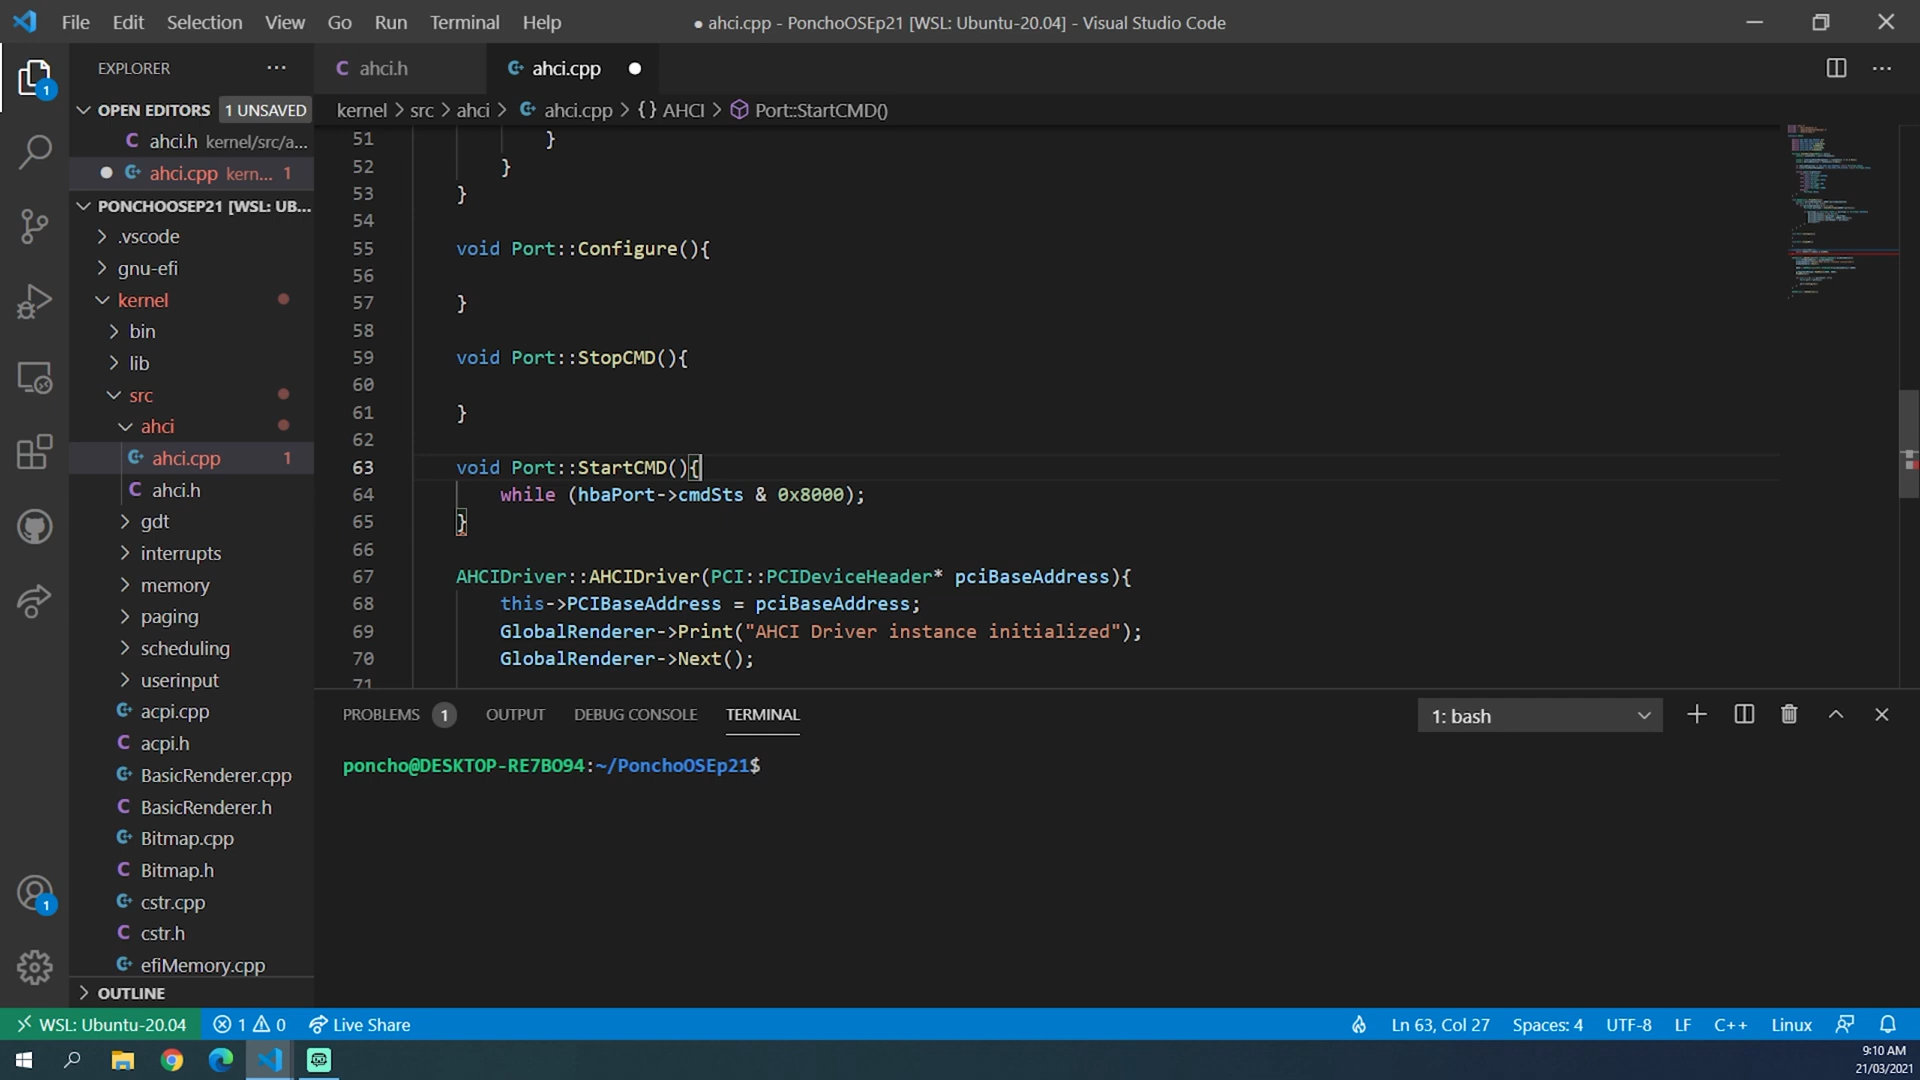 File Edit Selection View Go Run Terminal Help
● ahci.cpp - PonchoOSEp21 [WSL: Ubuntu-20.04] - Visual Studio Code
EXPLORER
OPEN EDITORS 1 UNSAVED
ahci.h kernel/src/a...
ahci.cpp kern... 1
PONCHOOSEP21 [WSL: UB...
.vscode
gnu-efi
kernel
bin
lib
src
ahci
ahci.cpp 1
ahci.h
gdt
interrupts
memory
paging
scheduling
userinput
acpi.cpp
acpi.h
BasicRenderer.cpp
BasicRenderer.h
Bitmap.cpp
Bitmap.h
cstr.cpp
cstr.h
efiMemory.cpp
OUTLINE
1
1
ahci.h
ahci.cpp
kernel > src > ahci > ahci.cpp > {} AHCI > Port::StartCMD()
51 }
52 }
53 }
54
55 void Port::Configure(){
56
57 }
58
59 void Port::StopCMD(){
60
61 }
62
63 void Port::StartCMD(){
64 while (hbaPort->cmdSts & 0x8000);
65 }
66
67 AHCIDriver::AHCIDriver(PCI::PCIDeviceHeader* pciBaseAddress){
68 this->PCIBaseAddress = pciBaseAddress;
69 GlobalRenderer->Print("AHCI Driver instance initialized");
70 GlobalRenderer->Next();
71
PROBLEMS 1 OUTPUT DEBUG CONSOLE TERMINAL
1: bash
poncho@DESKTOP-RE7BO94:~/PonchoOSEp21$
WSL: Ubuntu-20.04 1 0 Live Share
Ln 63, Col 27 Spaces: 4 UTF-8 LF C++ Linux
9:10 AM
21/03/2021